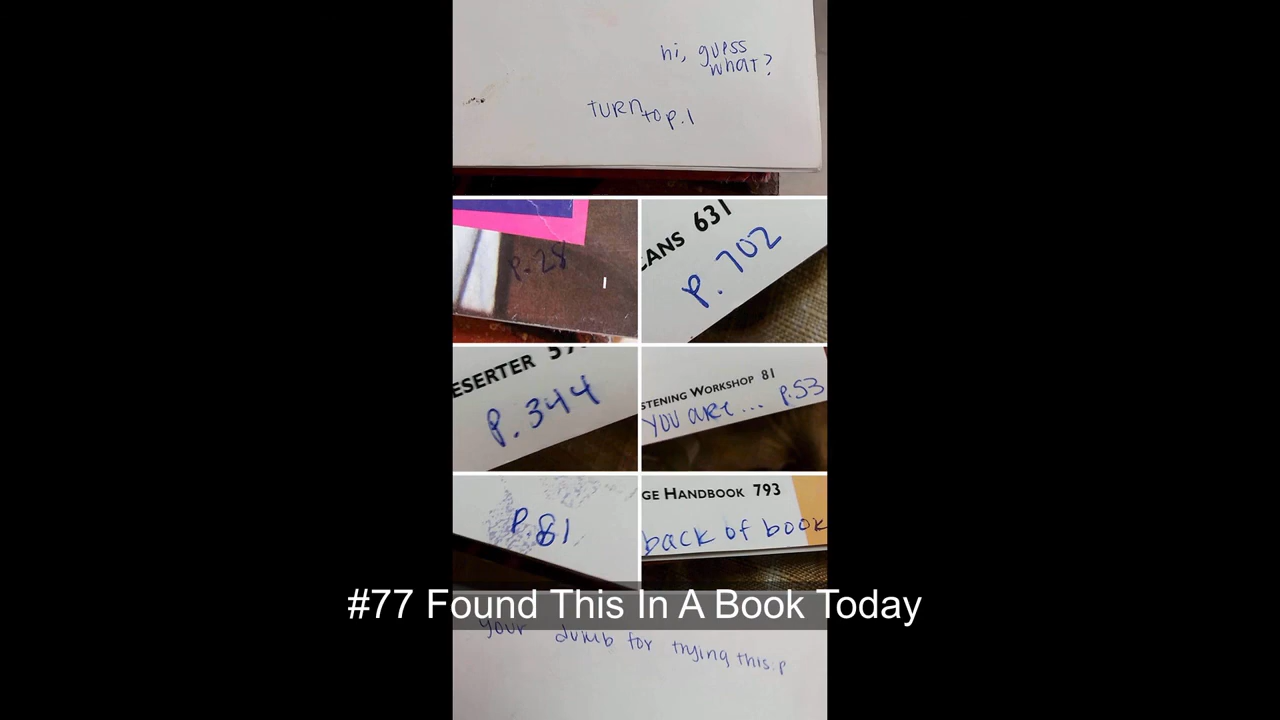 hi, guess
what?
turn to p.1
p.28
EANS 631
p. 702
ESERTER
p. 344
STENING WORKSHOP 81
you are... p.53
p.81
GE HANDBOOK 793
back of book
#77 Found This In A Book Today
your dumb for trying this :p